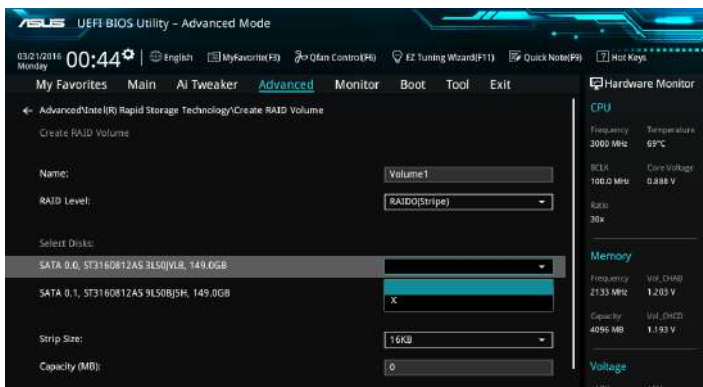 ASUS UEFI BIOS Utility – Advanced Mode
03/21/2016 Monday 00:44 English MyFavorite(F3) Qfan Control(F6) EZ Tuning Wizard(F11) Quick Note(F9) ? Hot Keys
My Favorites Main Ai Tweaker Advanced Monitor Boot Tool Exit Hardware Monitor
Advanced\Intel(R) Rapid Storage Technology\Create RAID Volume
Create RAID Volume
Name: Volume1
RAID Level: RAID0(Stripe)
Select Disks:
SATA 0.0, ST3160812AS 3LS0JVL8, 149.0GB
SATA 0.1, ST3160812AS 9LS0BJ5H, 149.0GB
X
Strip Size: 16KB
Capacity (MB): 0
CPU
Frequency Temperature
3000 MHz 69°C
BCLK Core Voltage
100.0 MHz 0.888 V
Ratio
30x
Memory
Frequency Vol_CHAB
2133 MHz 1.203 V
Capacity Vol_CHCD
4096 MB 1.193 V
Voltage